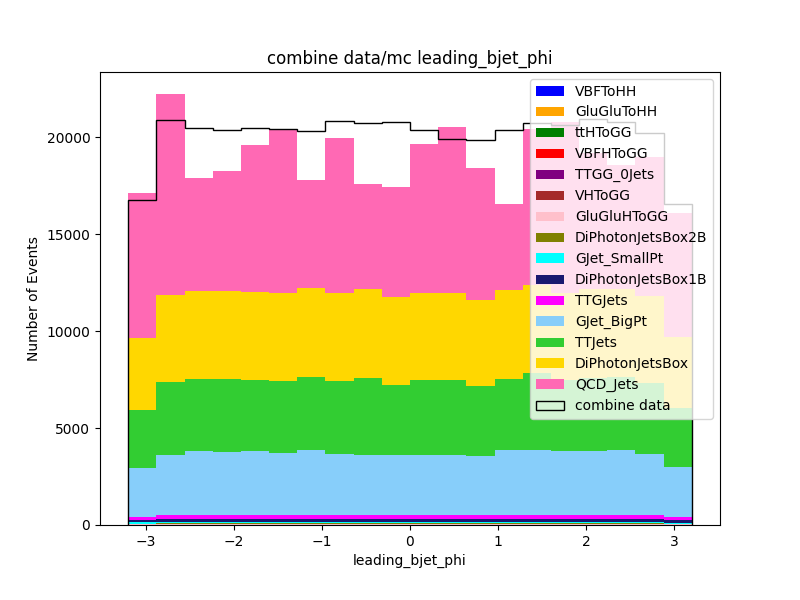 combine data/mc leading_bjet_phi
Number of Events
20000
15000
10000
5000
0
−3
−2
−1
0
1
2
3
leading_bjet_phi
VBFToHH
GluGluToHH
ttHToGG
VBFHToGG
TTGG_0Jets
VHToGG
GluGluHToGG
DiPhotonJetsBox2B
GJet_SmallPt
DiPhotonJetsBox1B
TTGJets
GJet_BigPt
TTJets
DiPhotonJetsBox
QCD_Jets
combine data